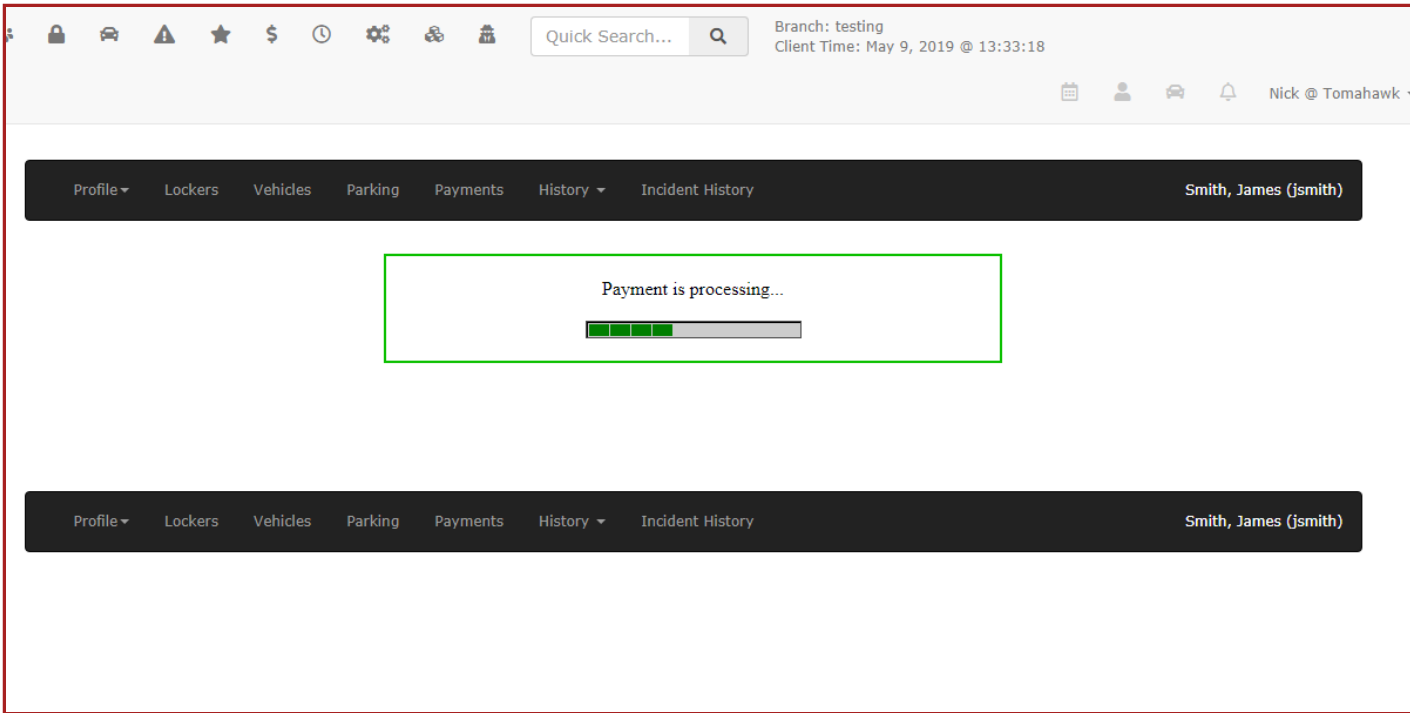 Quick Search...
Branch: testing
Client Time: May 9, 2019 @ 13:33:18
Nick @ Tomahawk
Profile Lockers Vehicles Parking Payments History Incident History Smith, James (jsmith)
Payment is processing...
Profile Lockers Vehicles Parking Payments History Incident History Smith, James (jsmith)